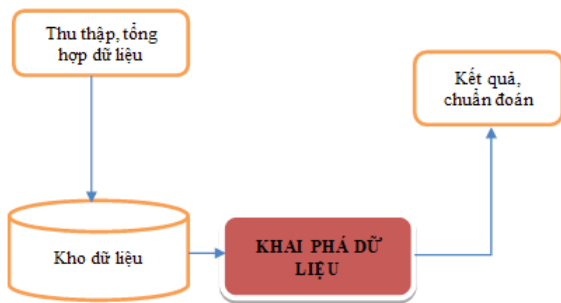 Thu thập, tổng
hợp dữ liệu
Kết quả,
chuẩn đoán
Kho dữ liệu
KHAI PHÁ DỮ
LIỆU